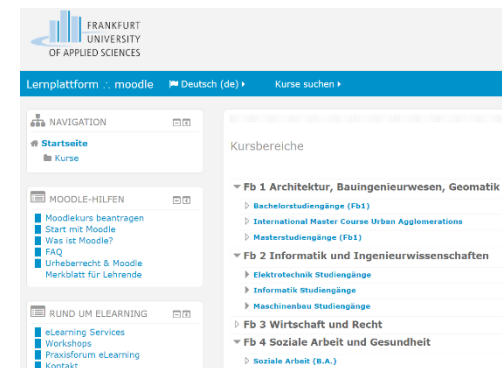 FRANKFURT
UNIVERSITY
OF APPLIED SCIENCES
Lernplattform ∴ moodle
Deutsch (de)
Kurse suchen
NAVIGATION
Startseite
Kurse
MOODLE-HILFEN
Moodlekurs beantragen
Start mit Moodle
Was ist Moodle?
FAQ
Urheberrecht & Moodle
Merkblatt für Lehrende
RUND UM ELEARNING
eLearning Services
Workshops
Praxisforum eLearning
Kontakt
Kursbereiche
Fb 1 Architektur, Bauingenieurwesen, Geomatik
Bachelorstudiengänge (Fb1)
International Master Course Urban Agglomerations
Masterstudiengänge (Fb1)
Fb 2 Informatik und Ingenieurwissenschaften
Elektrotechnik Studiengänge
Informatik Studiengänge
Maschinenbau Studiengänge
Fb 3 Wirtschaft und Recht
Fb 4 Soziale Arbeit und Gesundheit
Soziale Arbeit (B.A.)